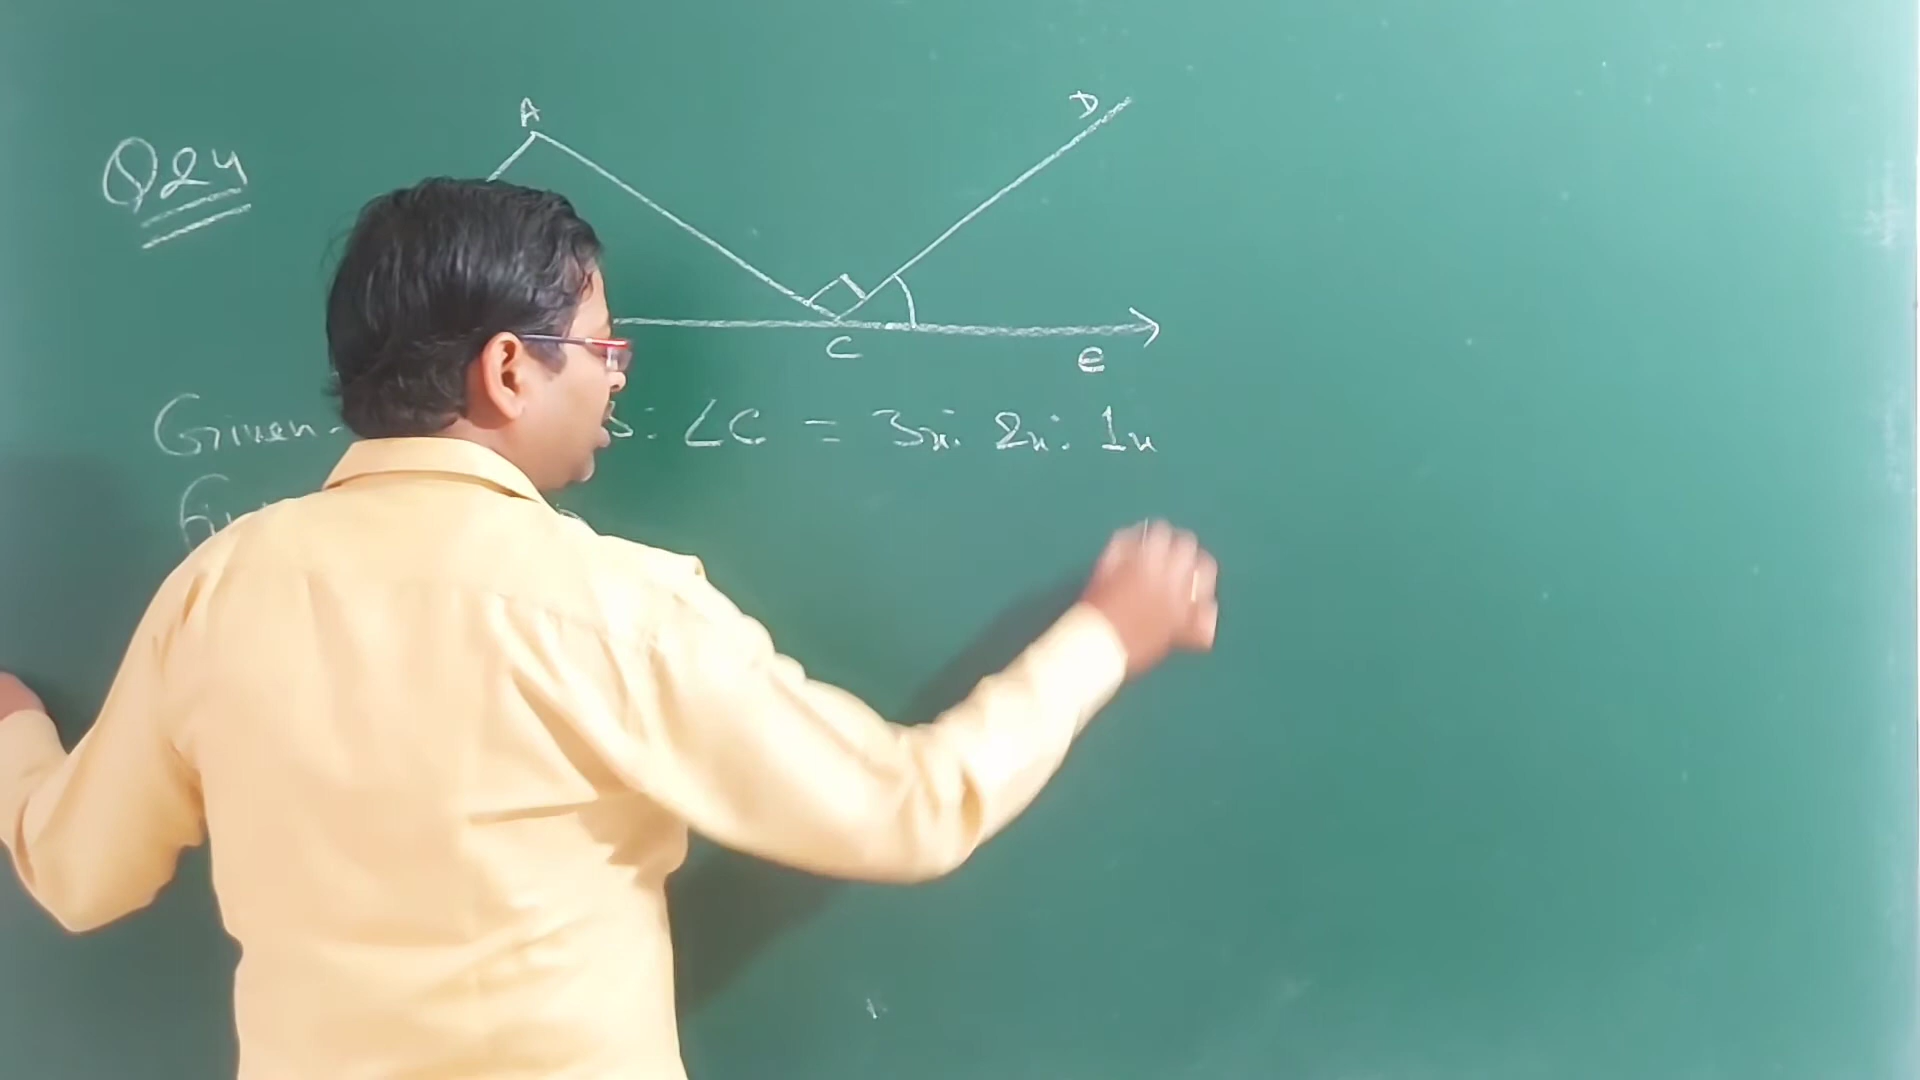 Q24
A
D
C
e
Given
: ∠C = 3x : 2x : 1x